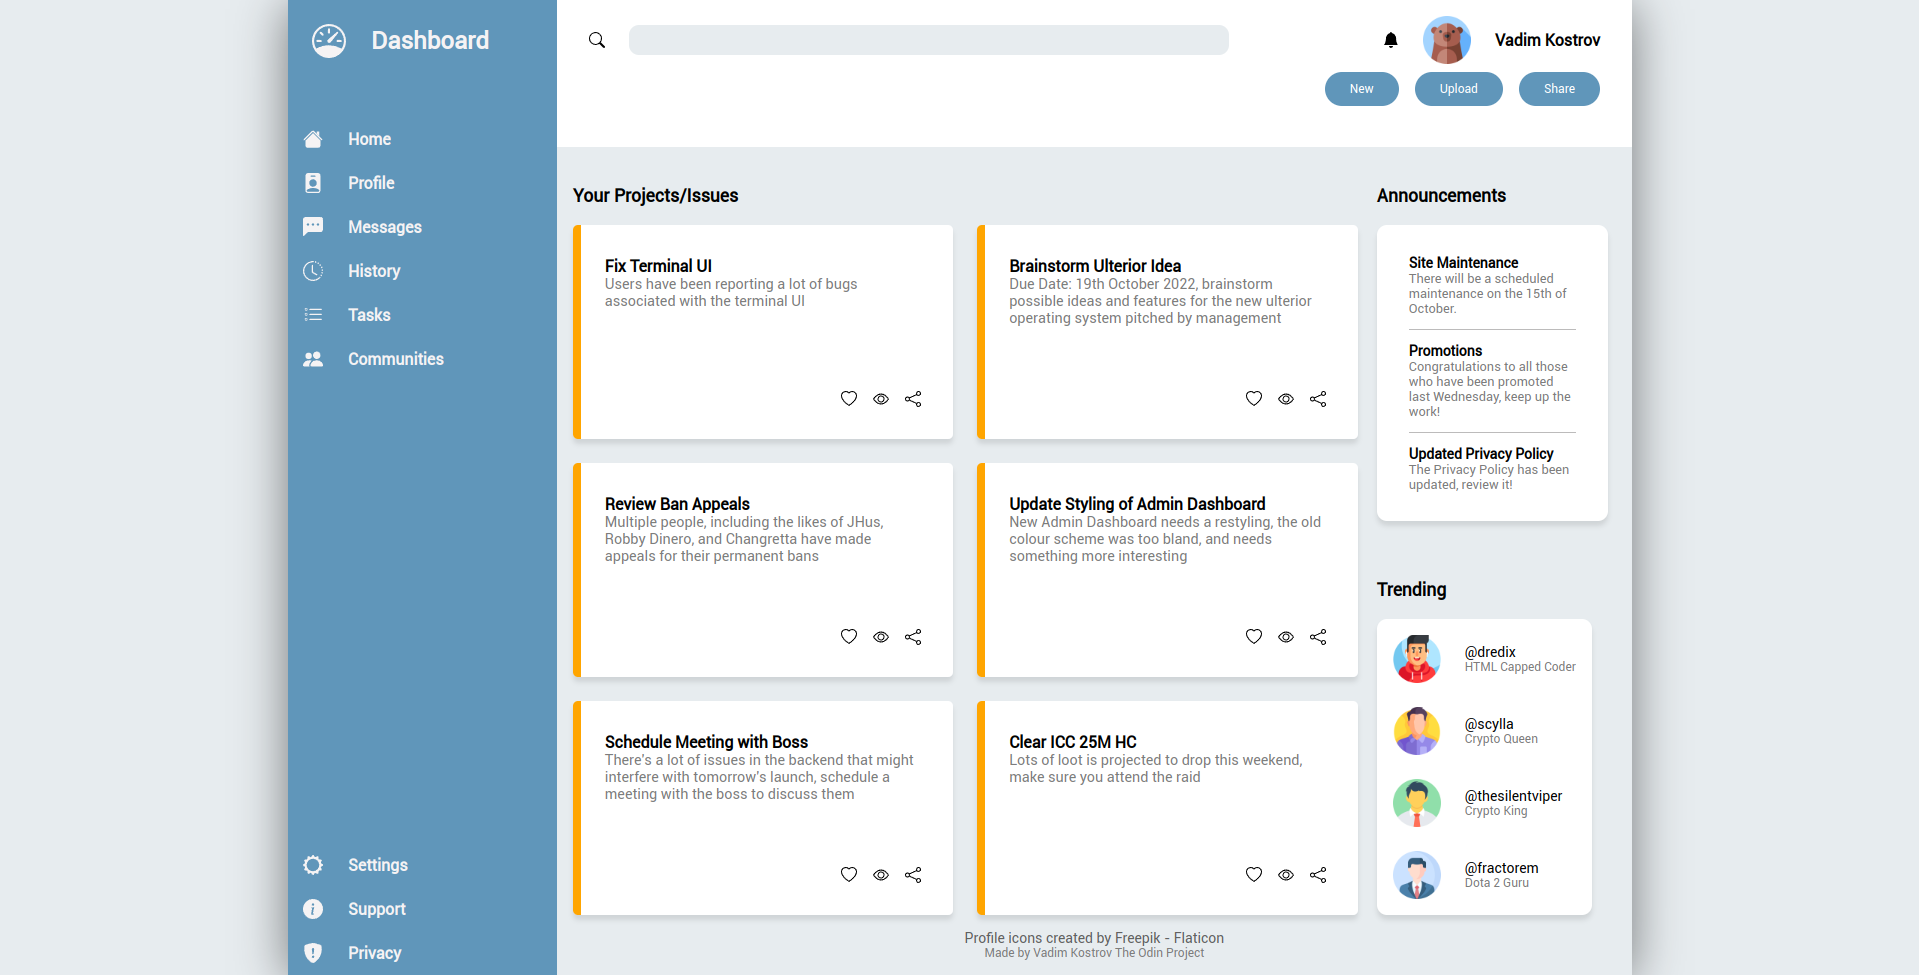 Dashboard
Home
Profile
Messages
History
Tasks
Communities
Settings
Support
Privacy
Vadim Kostrov
New
Upload
Share
Your Projects/Issues
Fix Terminal UI
Users have been reporting a lot of bugs
associated with the terminal UI
Brainstorm Ulterior Idea
Due Date: 19th October 2022, brainstorm
possible ideas and features for the new ulterior
operating system pitched by management
Review Ban Appeals
Multiple people, including the likes of JHus,
Robby Dinero, and Changretta have made
appeals for their permanent bans
Update Styling of Admin Dashboard
New Admin Dashboard needs a restyling, the old
colour scheme was too bland, and needs
something more interesting
Schedule Meeting with Boss
There's a lot of issues in the backend that might
interfere with tomorrow's launch, schedule a
meeting with the boss to discuss them
Clear ICC 25M HC
Lots of loot is projected to drop this weekend,
make sure you attend the raid
Announcements
Site Maintenance
There will be a scheduled
maintenance on the 15th of
October.
Promotions
Congratulations to all those
who have been promoted
last Wednesday, keep up the
work!
Updated Privacy Policy
The Privacy Policy has been
updated, review it!
Trending
@dredix
HTML Capped Coder
@scylla
Crypto Queen
@thesilentviper
Crypto King
@fractorem
Dota 2 Guru
Profile icons created by Freepik - Flaticon
Made by Vadim Kostrov The Odin Project